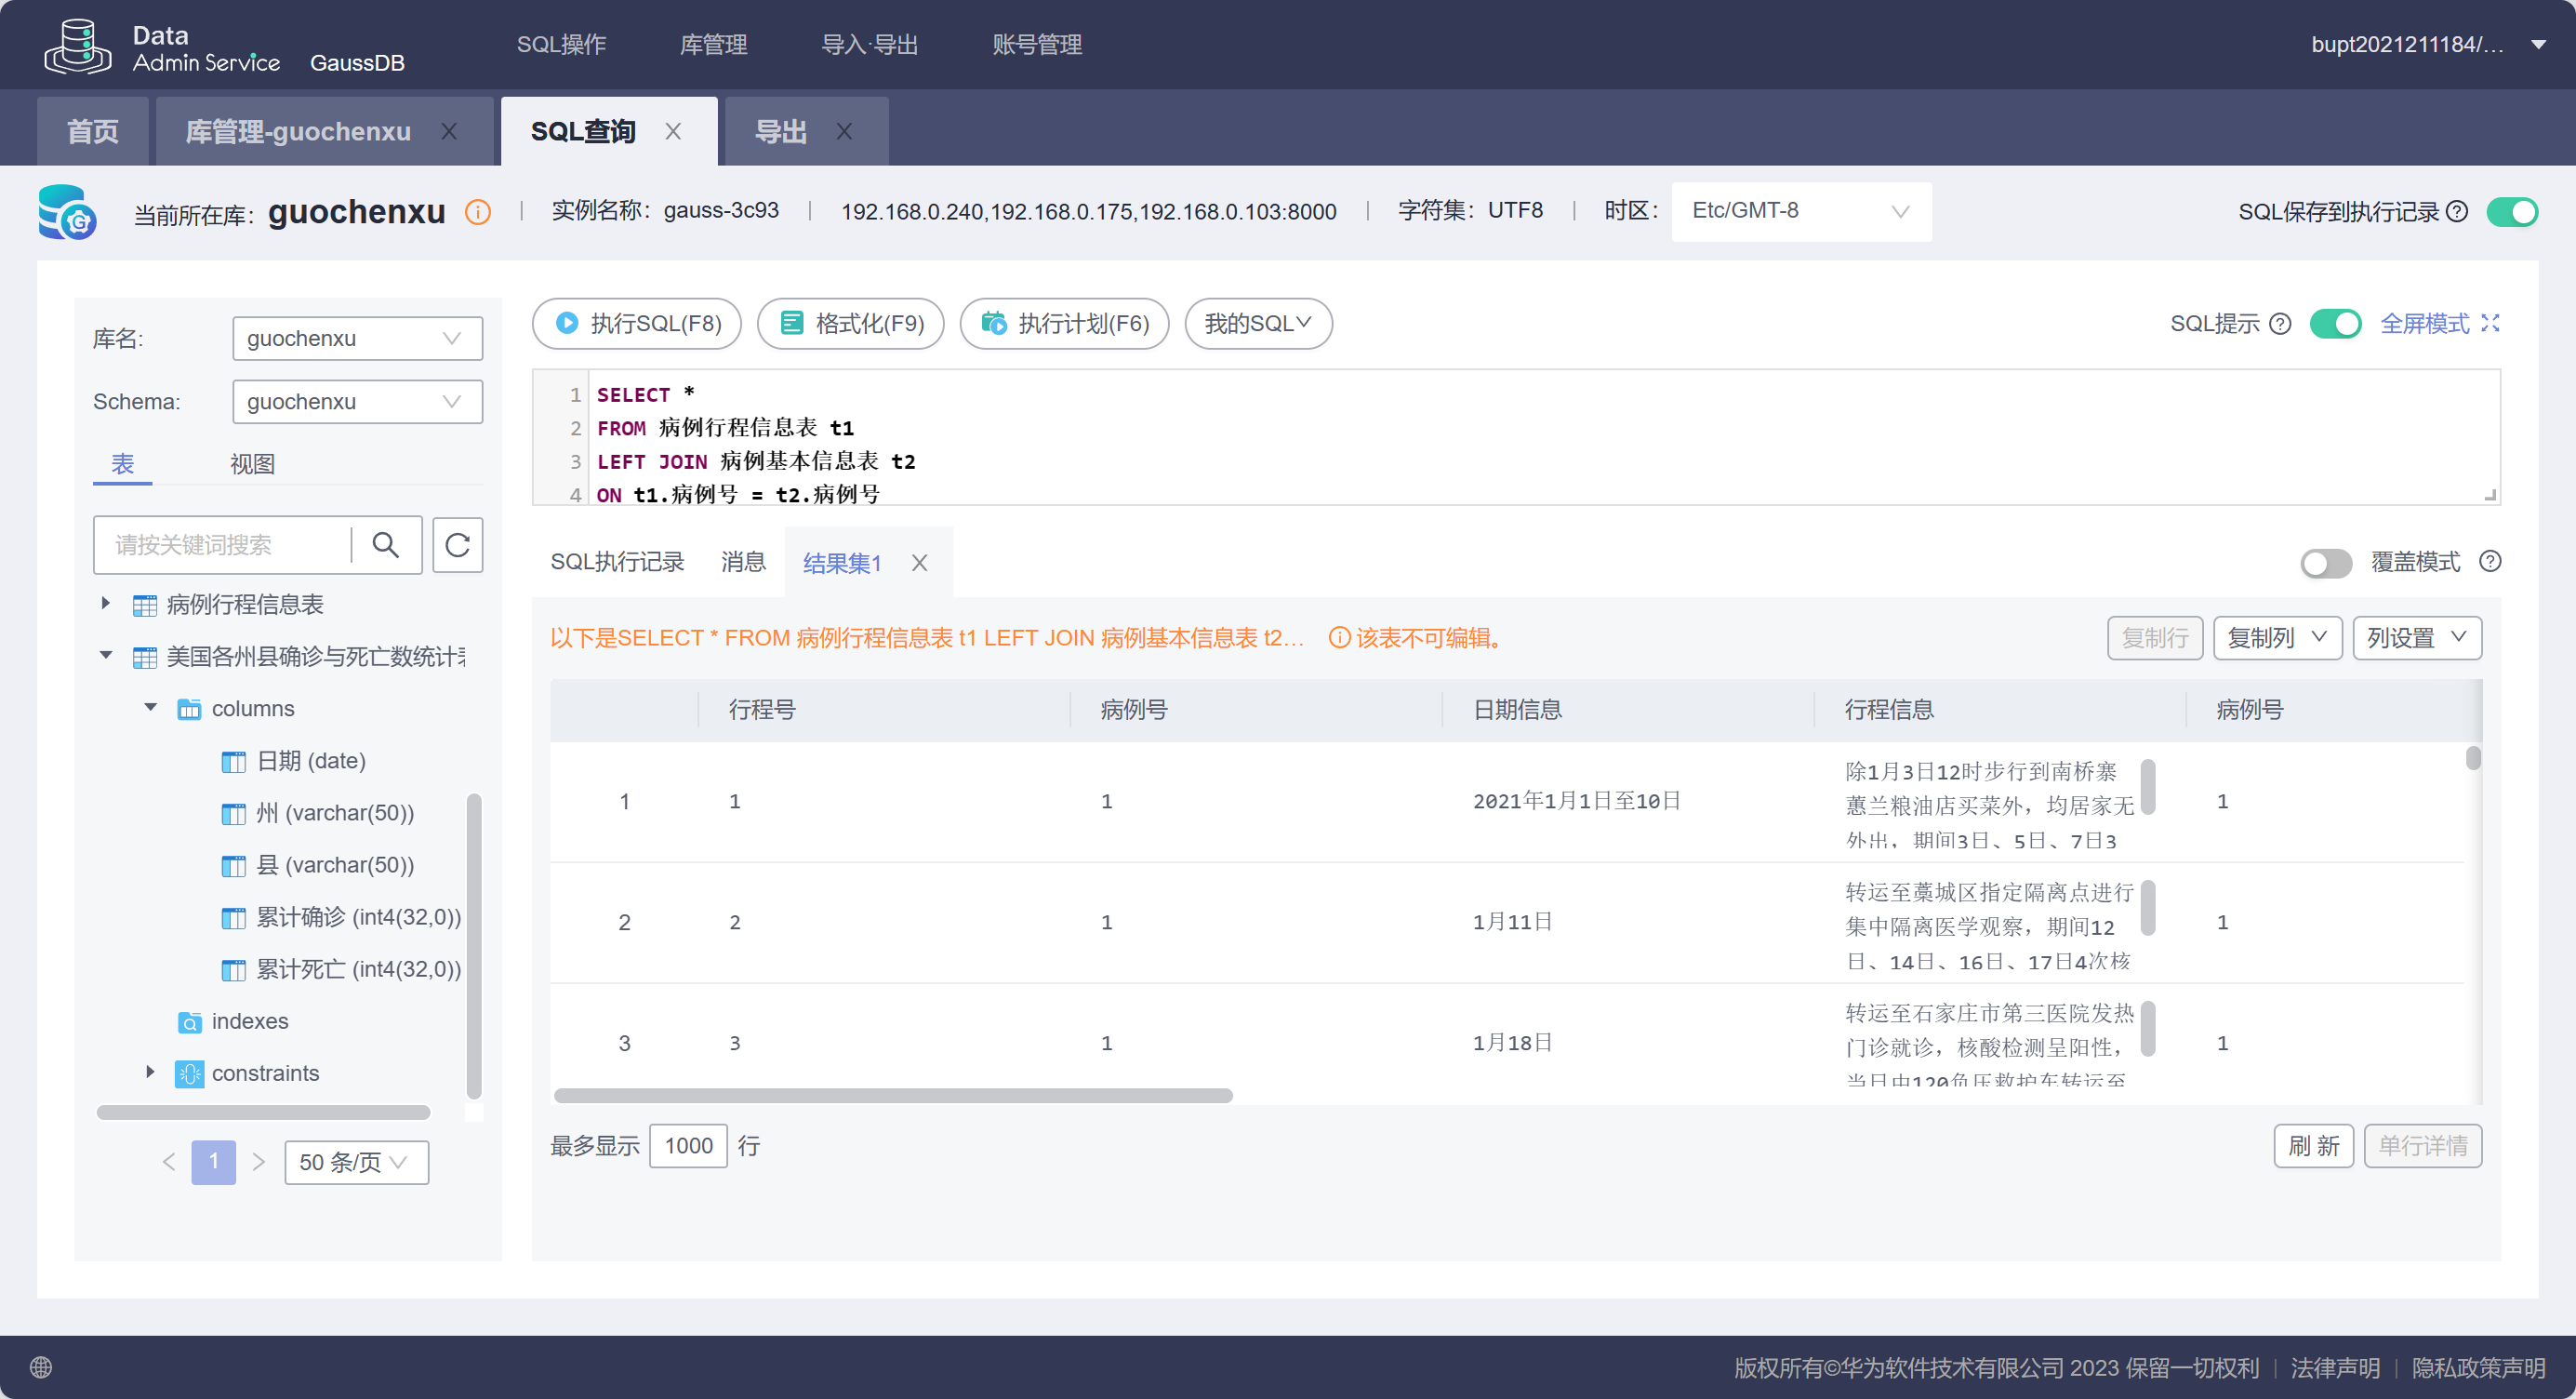 Data
Admin Service GaussDB SQL操作 库管理 导入·导出 账号管理 bupt2021211184/...
首页 库管理-guochenxu SQL查询 导出
当前所在库: guochenxu 实例名称: gauss-3c93 192.168.0.240,192.168.0.175,192.168.0.103:8000 字符集: UTF8 时区: Etc/GMT-8 SQL保存到执行记录
库名: guochenxu
Schema: guochenxu
表 视图
请按关键词搜索
病例行程信息表
美国各州县确诊与死亡数统计
columns
日期 (date)
州 (varchar(50))
县 (varchar(50))
累计确诊 (int4(32,0))
累计死亡 (int4(32,0))
indexes
constraints
1 50 条/页
执行SQL(F8) 格式化(F9) 执行计划(F6) 我的SQL SQL提示 全屏模式
1 SELECT *
2 FROM 病例行程信息表 t1
3 LEFT JOIN 病例基本信息表 t2
4 ON t1.病例号 = t2.病例号
SQL执行记录 消息 结果集1 覆盖模式
以下是SELECT * FROM 病例行程信息表 t1 LEFT JOIN 病例基本信息表 t2... 该表不可编辑。 复制行 复制列 列设置
行程号 病例号 日期信息 行程信息 病例号
1 1 1 2021年1月1日至10日 除1月3日12时步行到南桥寨 1
蕙兰粮油店买菜外，均居家无
外出，期间3日、5日、7日3
2 2 1 1月11日 转运至藁城区指定隔离点进行 1
集中隔离医学观察，期间12
日、14日、16日、17日4次核
3 3 1 1月18日 转运至石家庄市第三医院发热 1
门诊就诊，核酸检测呈阳性，
当日由120负压救护车转运至
最多显示 1000 行 刷 新 单行详情
版权所有©华为软件技术有限公司 2023 保留一切权利 | 法律声明 | 隐私政策声明